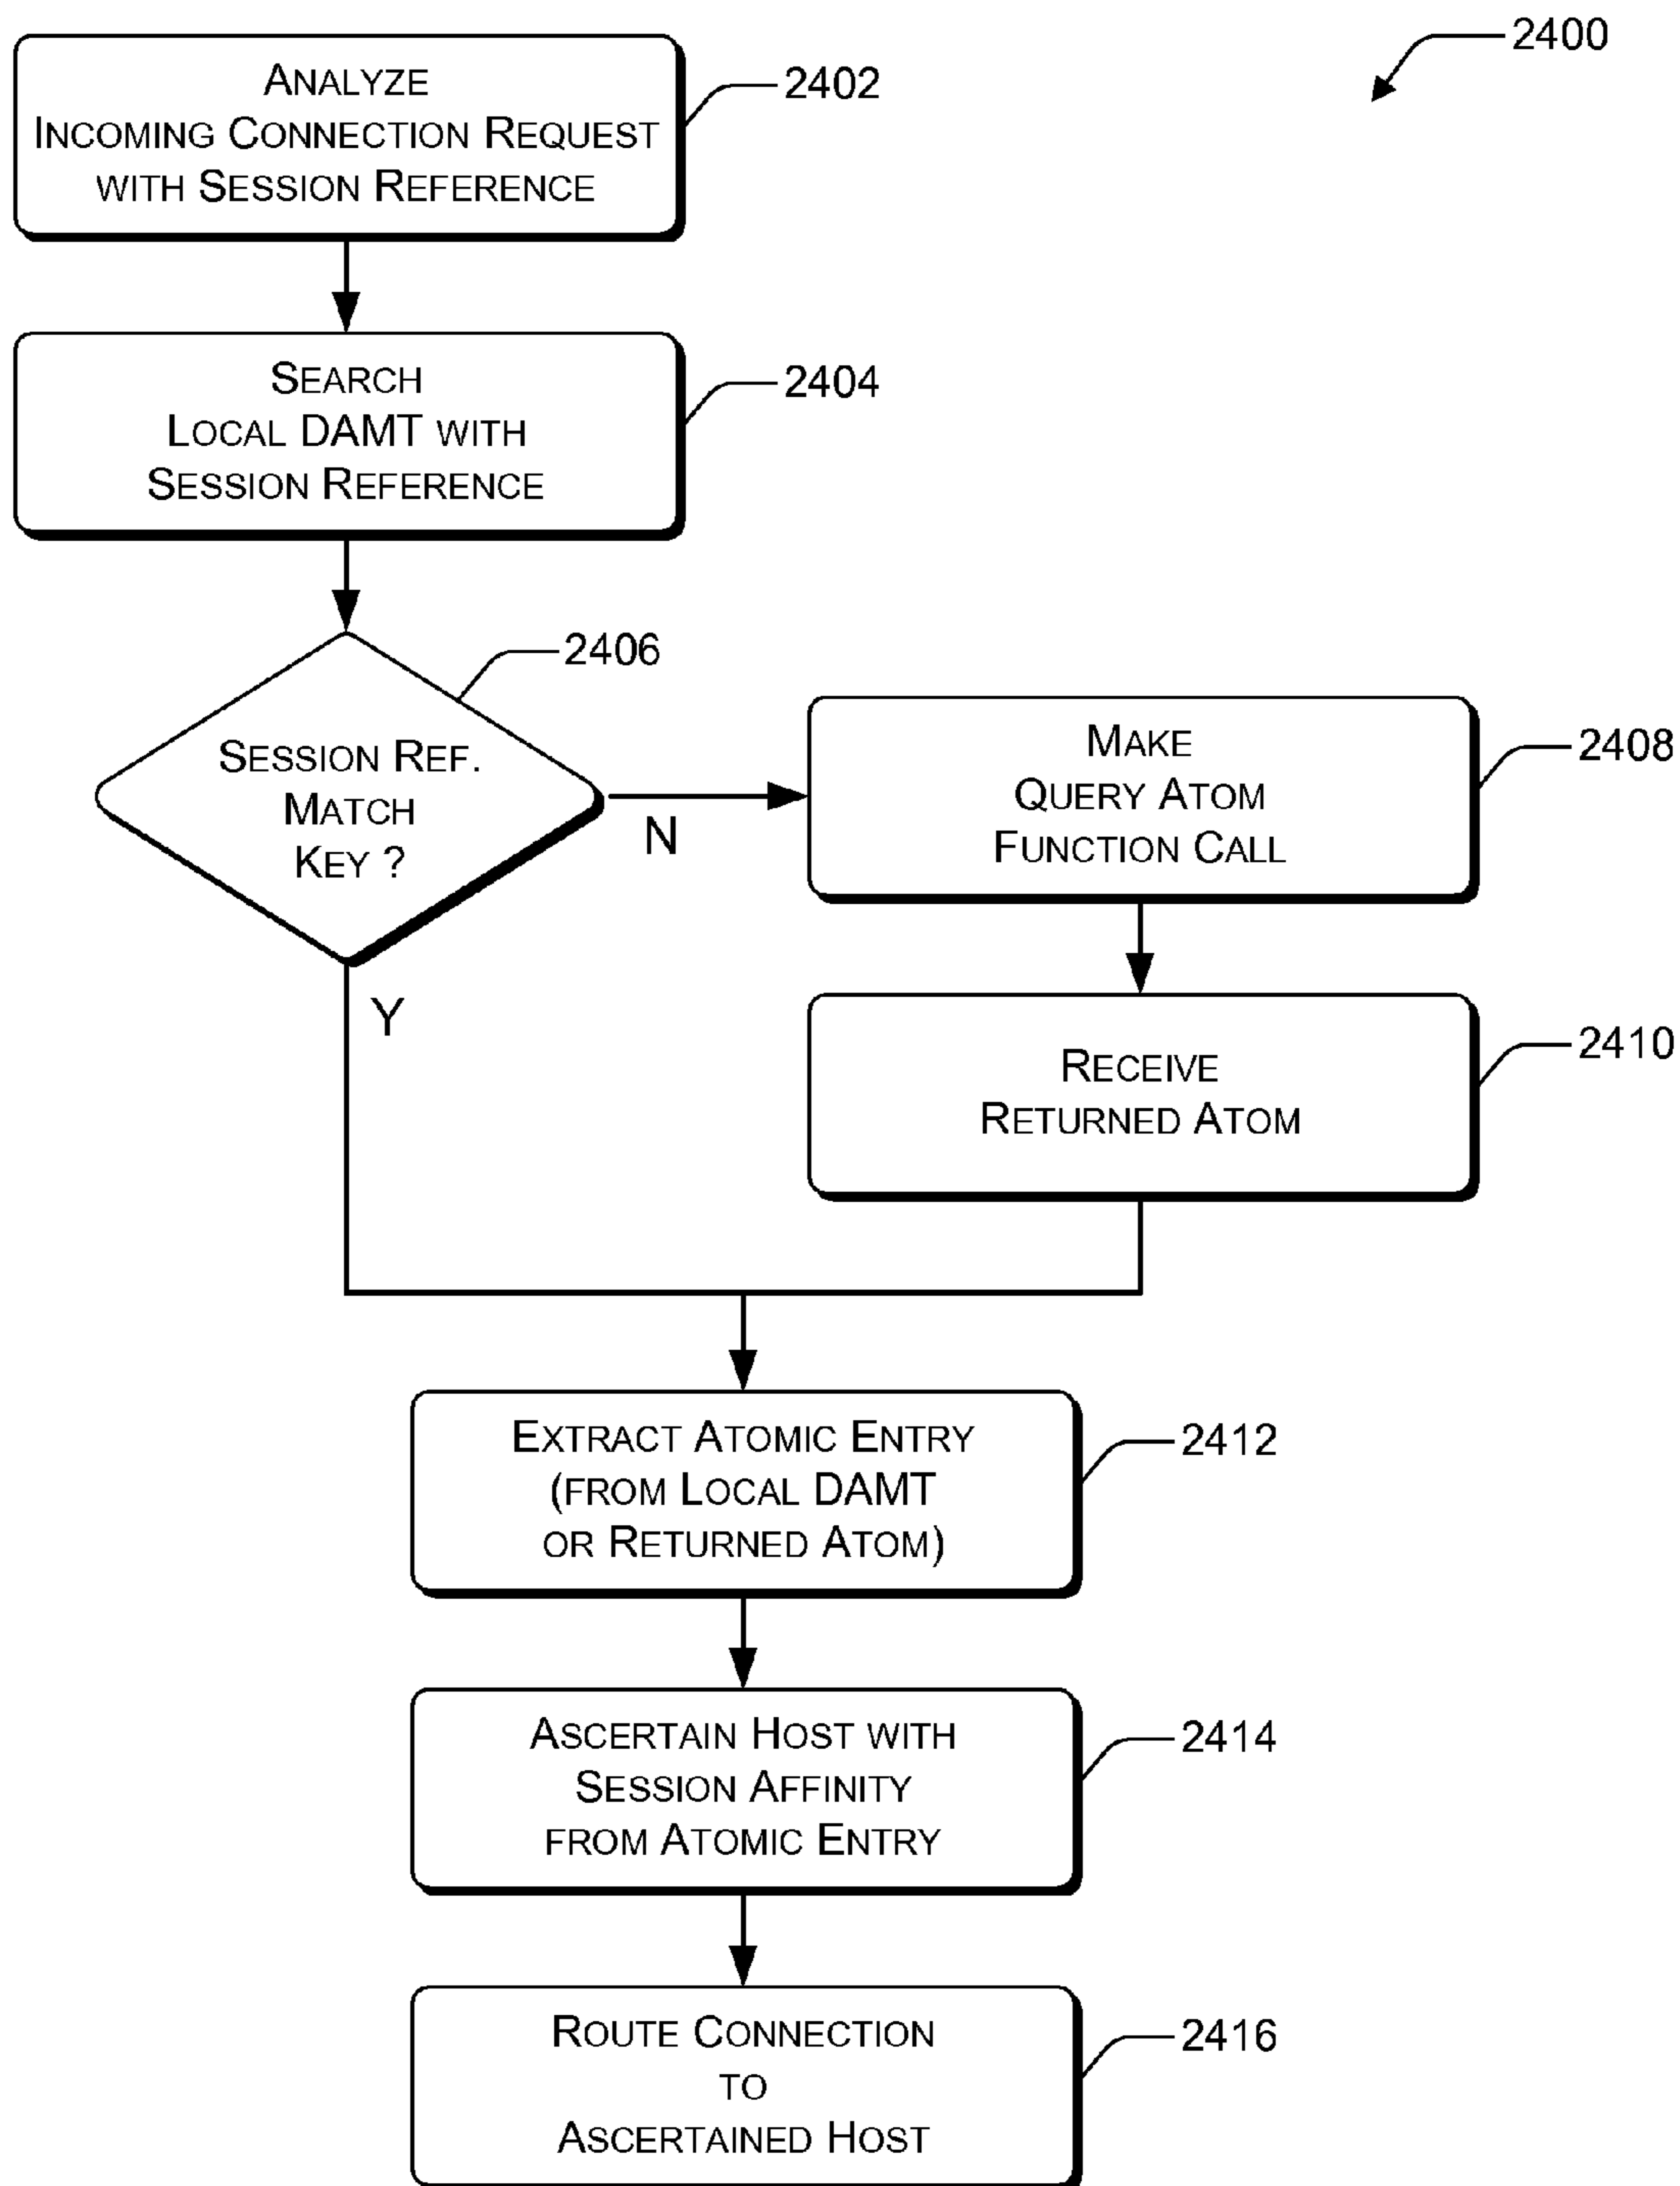 2400
Analyze
Incoming Connection Request
with Session Reference
2402
Search
Local DAMT with
Session Reference
2404
2406
Session Ref.
Match
Key ?
N
Y
Make
Query Atom
Function Call
2408
Receive
Returned Atom
2410
Extract Atomic Entry
(from Local DAMT
or Returned Atom)
2412
Ascertain Host with
Session Affinity
from Atomic Entry
2414
Route Connection
to
Ascertained Host
2416